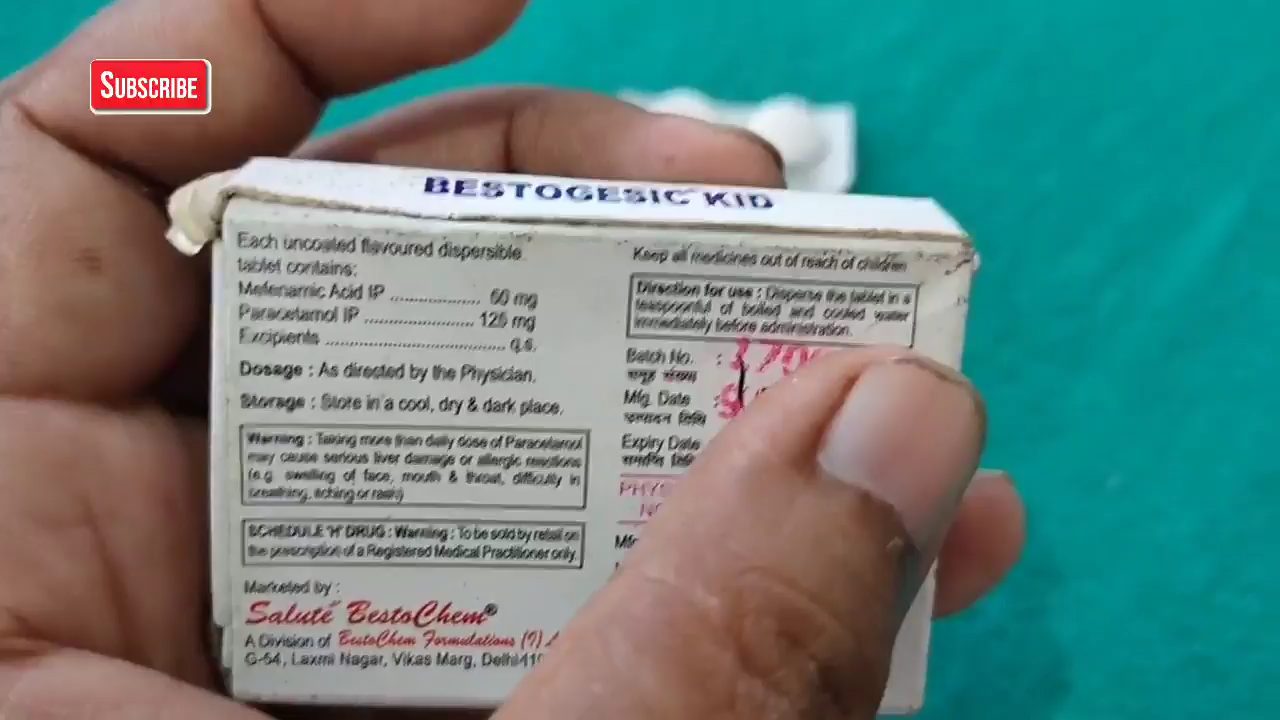 SUBSCRIBE
BESTOGESIC KID
Each uncoated flavoured dispersible
tablet contains:
Mefenamic Acid IP .................... 50 mg
Paracetamol IP ........................ 125 mg
Excipients ....................................... q.s.
Dosage : As directed by the Physician.
Storage : Store in a cool, dry & dark place.
Warning : Taking more than daily dose of Paracetamol
may cause serious liver damage or allergic reactions
(e.g. swelling of face, mouth & throat, difficulty in
breathing, itching or rash)
SCHEDULE 'H' DRUG : Warning : To be sold by retail on
the prescription of a Registered Medical Practitioner only.
Marketed by :
Saluté BestoChem®
A Division of BestoChem Formulations (I)
G-54, Laxmi Nagar, Vikas Marg, Delhi
Keep all medicines out of reach of children
Direction for use : Disperse the tablet in a
teaspoonful of boiled and cooled water
immediately before administration.
Batch No. :
समूह संख्या
Mfg. Date :
उत्पादन तिथि
Expiry Date
समाप्ति
PHYS